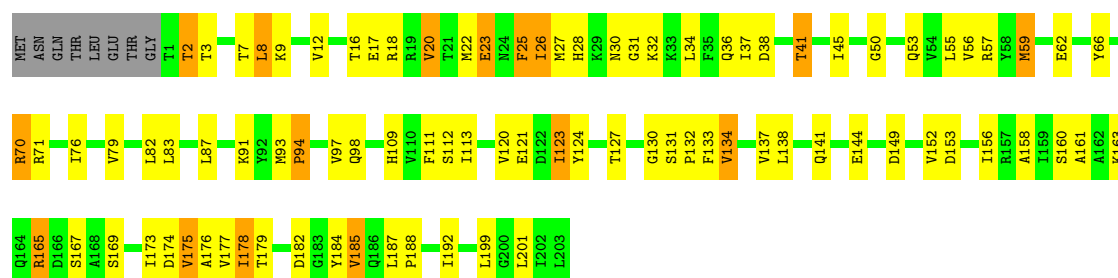 MET ASN GLN THR LEU GLU THR GLY T1 T2 T3 T7 L8 K9 V12 T16 E17 R18 R19 V20 T21 M22 E23 N24 F25 I26 M27 H28 K29 N30 G31 K32 K33 L34 F35 Q36 I37 D38 T41 I45 G50 Q53 V54 L55 V56 R57 Y58 M59 E62 Y66
R70 R71 I76 V79 L82 L83 L87 K91 Y92 M93 P94 V97 Q98 H109 V110 F111 S112 I113 V120 E121 D122 I123 Y124 T127 G130 S131 P132 F133 V134 V137 L138 Q141 E144 D149 V152 D153 I156 R157 A158 I159 S160 A161 A162 K163
Q164 R165 D166 S167 A168 S169 I173 D174 V175 A176 V177 I178 T179 D182 G183 Y184 V185 Q186 L187 P188 I192 L199 G200 L201 I202 L203